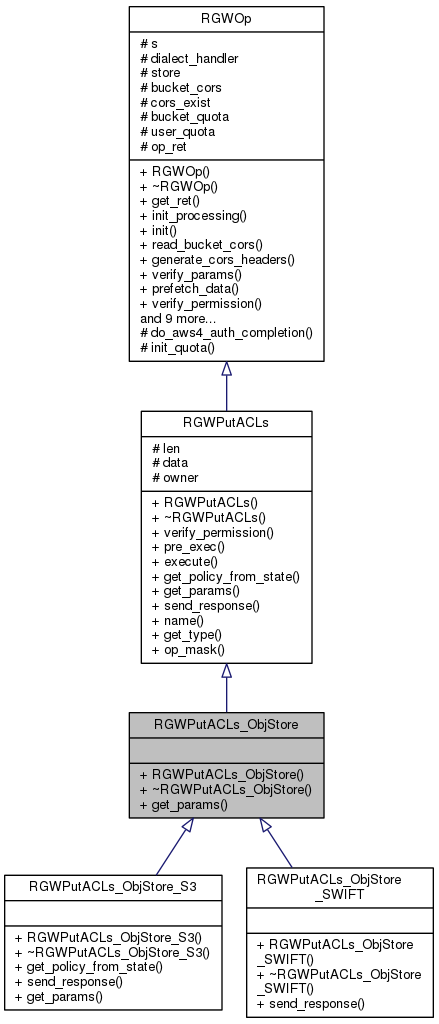 RGWOp
# s
# dialect_handler
# store
# bucket_cors
# cors_exist
# bucket_quota
# user_quota
# op_ret
+ RGWOp()
+ ~RGWOp()
+ get_ret()
+ init_processing()
+ init()
+ read_bucket_cors()
+ generate_cors_headers()
+ verify_params()
+ prefetch_data()
+ verify_permission()
and 9 more...
# do_aws4_auth_completion()
# init_quota()
RGWPutACLs
# len
# data
# owner
+ RGWPutACLs()
+ ~RGWPutACLs()
+ verify_permission()
+ pre_exec()
+ execute()
+ get_policy_from_state()
+ get_params()
+ send_response()
+ name()
+ get_type()
+ op_mask()
RGWPutACLs_ObjStore
+ RGWPutACLs_ObjStore()
+ ~RGWPutACLs_ObjStore()
+ get_params()
RGWPutACLs_ObjStore_S3
+ RGWPutACLs_ObjStore_S3()
+ ~RGWPutACLs_ObjStore_S3()
+ get_policy_from_state()
+ send_response()
+ get_params()
RGWPutACLs_ObjStore
_SWIFT
+ RGWPutACLs_ObjStore
_SWIFT()
+ ~RGWPutACLs_ObjStore
_SWIFT()
+ send_response()